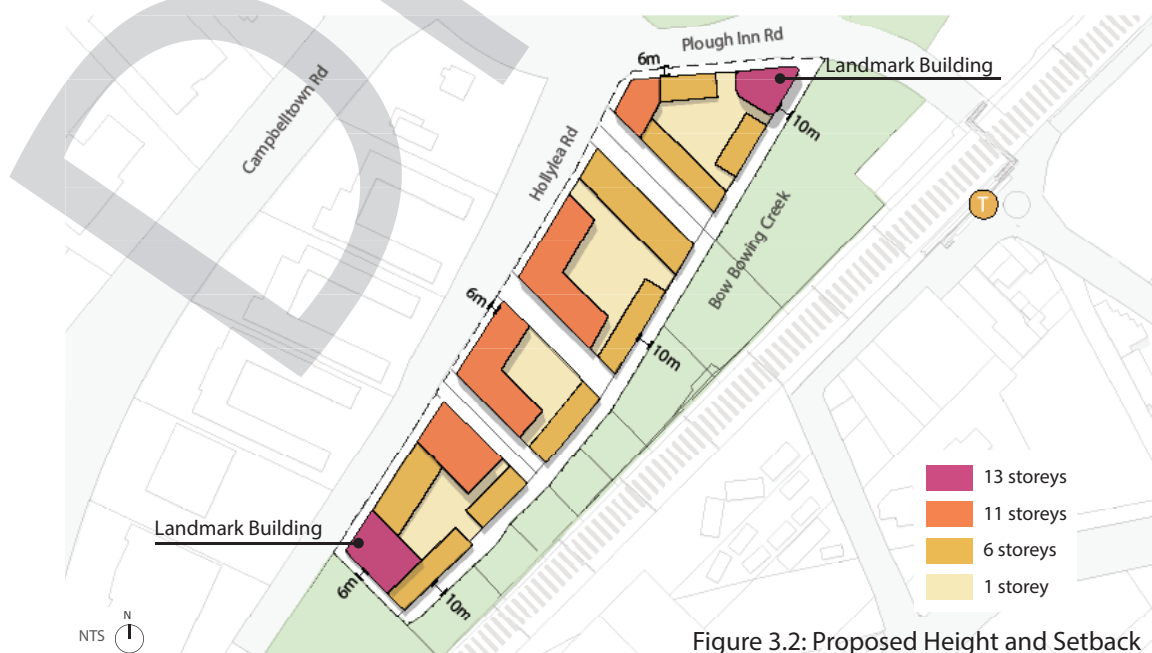 Plough Inn Rd
6m
Landmark Building
10m
Campbelltown Rd
Hollylea Rd
T
Bow Bowing Creek
6m
10m
13 storeys
11 storeys
6 storeys
1 storey
Landmark Building
6m
10m
N
NTS
Figure 3.2: Proposed Height and Setback